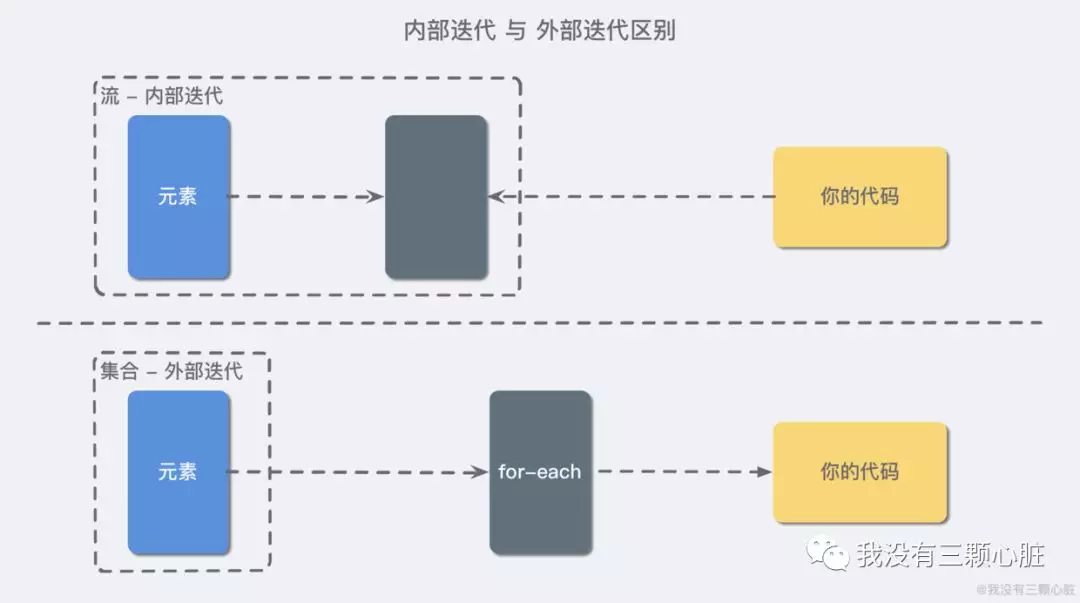 内部迭代 与 外部迭代区别
流 – 内部迭代
元素
你的代码
集合 – 外部迭代
元素
for-each
你的代码
我没有三颗心脏
@我没有三颗心脏